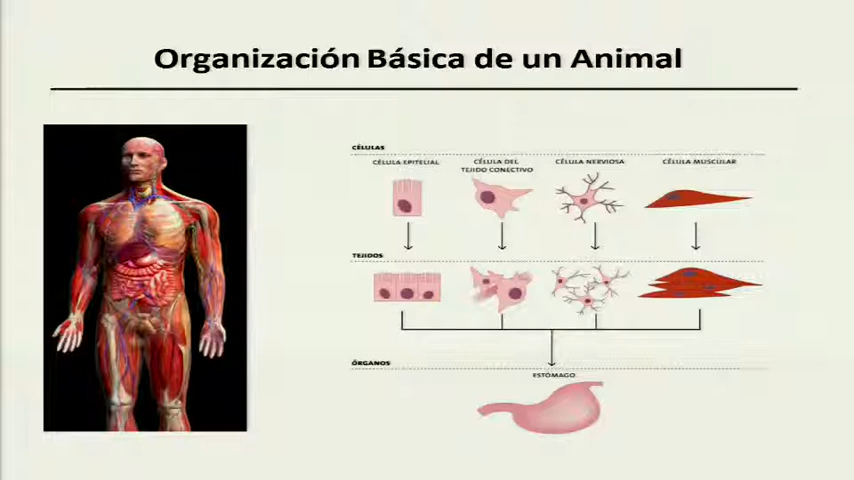 Organización Básica de un Animal
CÉLULAS
CÉLULA EPITELIAL
CÉLULA DEL
TEJIDO CONECTIVO
CÉLULA NERVIOSA
CÉLULA MUSCULAR
TEJIDOS
ÓRGANOS
ESTÓMAGO